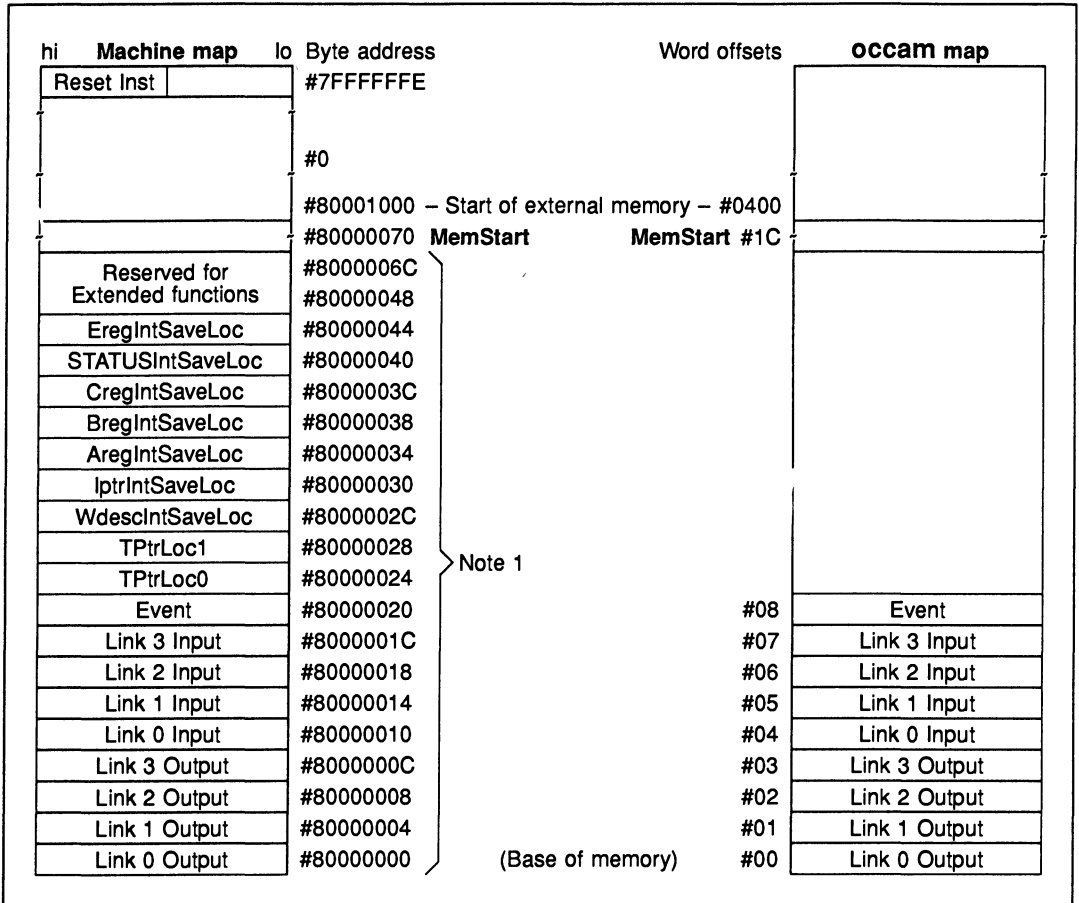 hi Machine map lo Byte address Word offsets occam map
Reset Inst #7FFFFFFE
#0
#80001000 – Start of external memory – #0400
#80000070 MemStart MemStart #1C
Reserved for #8000006C
Extended functions #80000048
EregIntSaveLoc #80000044
STATUSIntSaveLoc #80000040
CregIntSaveLoc #8000003C
BregIntSaveLoc #80000038
AregIntSaveLoc #80000034
IptrIntSaveLoc #80000030
WdescIntSaveLoc #8000002C
TPtrLoc1 #80000028
Note 1
TPtrLoc0 #80000024
Event #80000020 #08 Event
Link 3 Input #8000001C #07 Link 3 Input
Link 2 Input #80000018 #06 Link 2 Input
Link 1 Input #80000014 #05 Link 1 Input
Link 0 Input #80000010 #04 Link 0 Input
Link 3 Output #8000000C #03 Link 3 Output
Link 2 Output #80000008 #02 Link 2 Output
Link 1 Output #80000004 #01 Link 1 Output
Link 0 Output #80000000 (Base of memory) #00 Link 0 Output